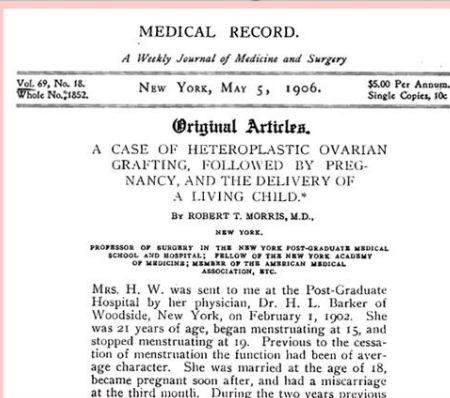 MEDICAL RECORD.
A Weekly Journal of Medicine and Surgery
Vol. 69, No. 18.
Whole No. 1852.
NEW YORK, MAY 5, 1906.
$5.00 Per Annum.
Single Copies, 10c
Original Articles.
A CASE OF HETEROPLASTIC OVARIAN
GRAFTING, FOLLOWED BY PREG-
NANCY, AND THE DELIVERY OF
A LIVING CHILD.*
BY ROBERT T. MORRIS, M.D.,
NEW YORK.
PROFESSOR OF SURGERY IN THE NEW YORK POST-GRADUATE MEDICAL
SCHOOL AND HOSPITAL; FELLOW OF THE NEW YORK ACADEMY
OF MEDICINE; MEMBER OF THE AMERICAN MEDICAL
ASSOCIATION, ETC.
MRS. H. W. was sent to me at the Post-Graduate
Hospital by her physician, Dr. H. L. Barker of
Woodside, New York, on February 1, 1902. She
was 21 years of age, began menstruating at 15, and
stopped menstruating at 19. Previous to the cessa-
tion of menstruation the function had been of aver-
age character. She was married at the age of 18,
became pregnant soon after, and had a miscarriage
at the third month. During the two years previous